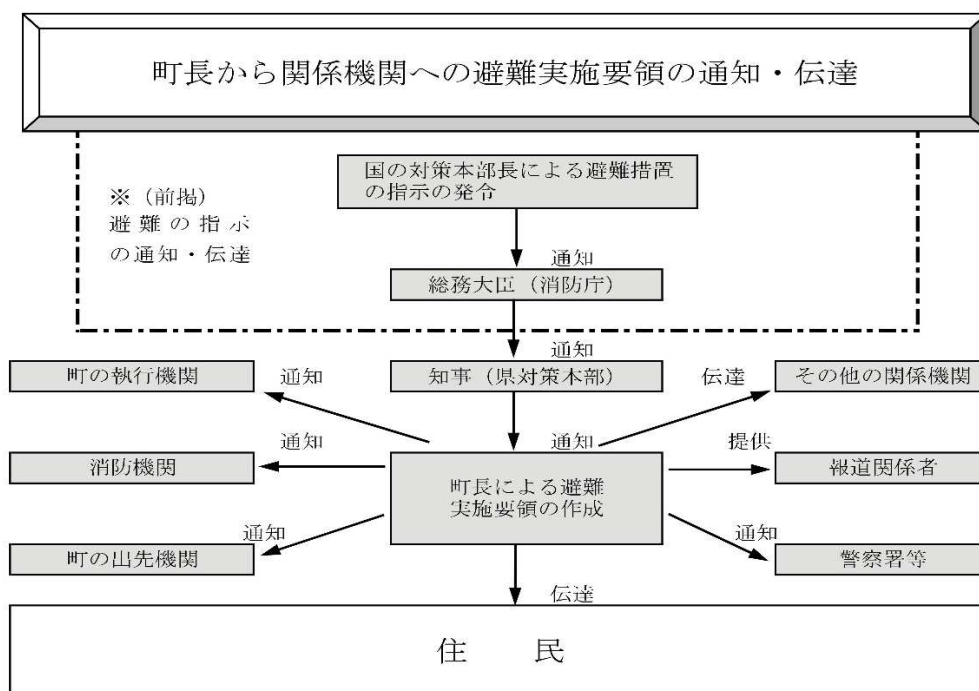 町長から関係機関への避難実施要領の通知・伝達
国の対策本部長による避難措置
の指示の発令
※（前掲）
避難の指示
の通知・伝達
通知
総務大臣（消防庁）
通知
町の執行機関
通知
知事（県対策本部）
伝達
その他の関係機関
通知
通知
提供
消防機関
町長による避難
実施要領の作成
報道関係者
通知
通知
町の出先機関
警察署等
伝達
住　民